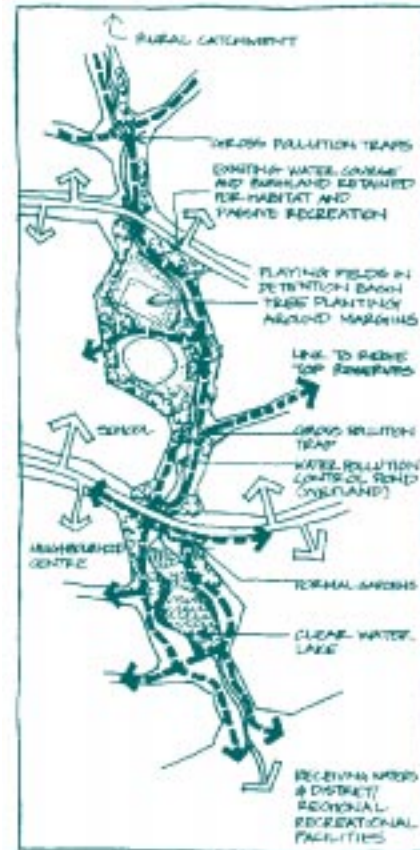 RURAL CATCHMENT
GROSS POLLUTION TRAPS
EXISTING WATER COURSE
AND BUSHLAND RETAINED
FOR HABITAT AND
PASSIVE RECREATION
PLAYING FIELDS IN
DETENTION BASIN
TREE PLANTING
AROUND MARGINS
LINK TO RIDGE
TOP RESERVES
SCHOOL
GROSS POLLUTION
TRAP
WATER POLLUTION
CONTROL POND
(WETLAND)
NEIGHBOURHOOD
CENTRE
FORMAL GARDENS
CLEAR WATER
LAKE
RECEIVING WATERS
& DISTRICT/
REGIONAL
RECREATIONAL
FACILITIES